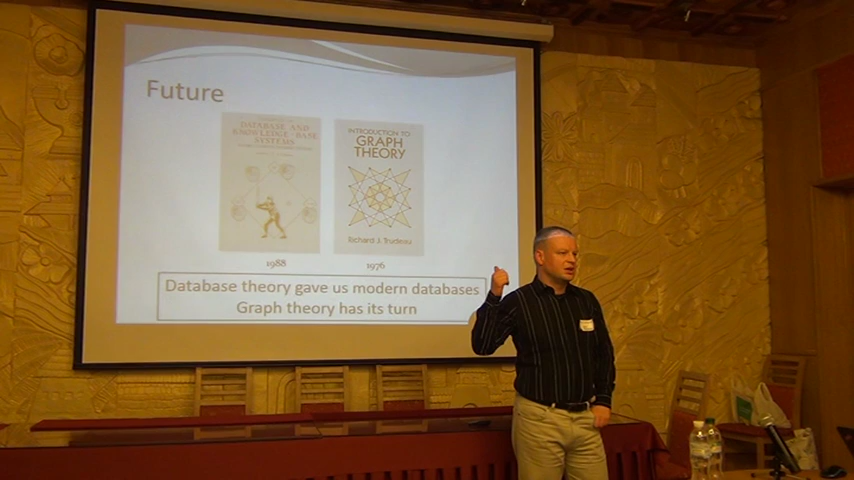 Future
DATABASE AND
KNOWLEDGE-BASE
SYSTEMS
INTRODUCTION TO
GRAPH
THEORY
Richard J. Trudeau
1988
1976
Database theory gave us modern databases
Graph theory has its turn